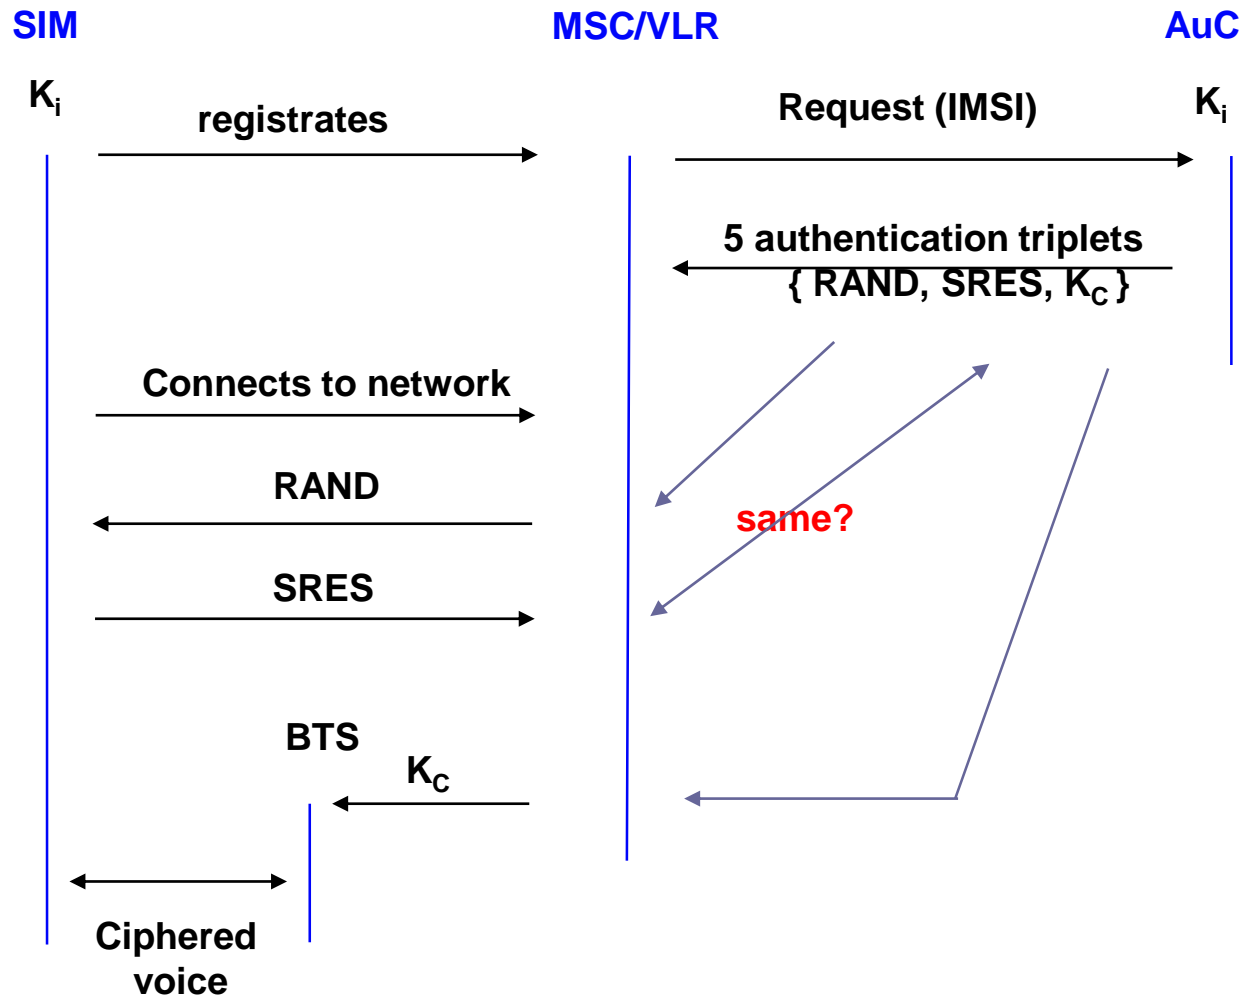 SIM
MSC/VLR
AuC
Ki
registrates
Request (IMSI)
Ki
5 authentication triplets
{ RAND, SRES, KC }
Connects to network
RAND
same?
SRES
BTS
KC
Ciphered
voice